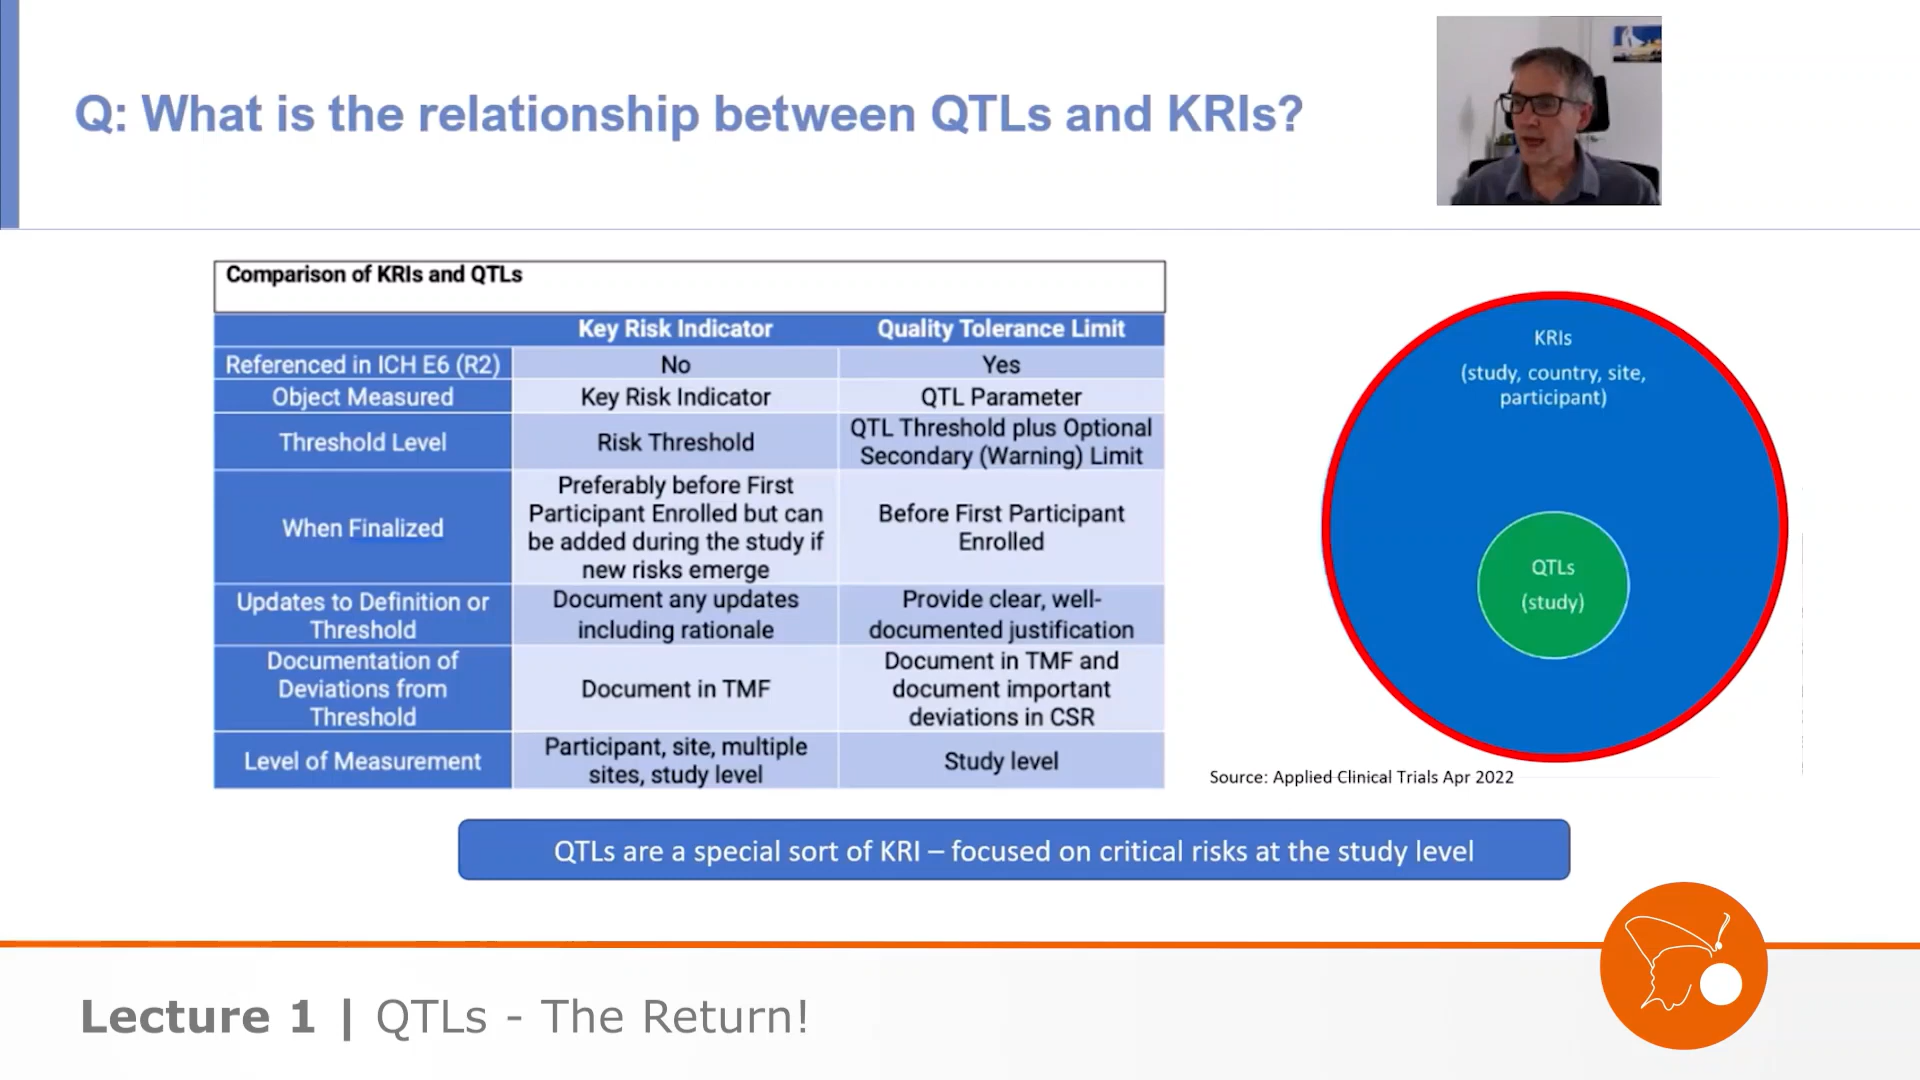 Q: What is the relationship between QTLs and KRIs?
Comparison of KRIs and QTLs
Key Risk Indicator
Quality Tolerance Limit
Referenced in ICH E6 (R2)
No
Yes
Object Measured
Key Risk Indicator
QTL Parameter
Threshold Level
Risk Threshold
QTL Threshold plus Optional
Secondary (Warning) Limit
When Finalized
Preferably before First
Participant Enrolled but can
be added during the study if
new risks emerge
Before First Participant
Enrolled
Updates to Definition or
Threshold
Document any updates
including rationale
Provide clear, well-
documented justification
Documentation of
Deviations from
Threshold
Document in TMF
Document in TMF and
document important
deviations in CSR
Level of Measurement
Participant, site, multiple
sites, study level
Study level
KRIs
(study, country, site,
participant)
QTLs
(study)
Source: Applied Clinical Trials Apr 2022
QTLs are a special sort of KRI – focused on critical risks at the study level
Lecture 1 | QTLs - The Return!